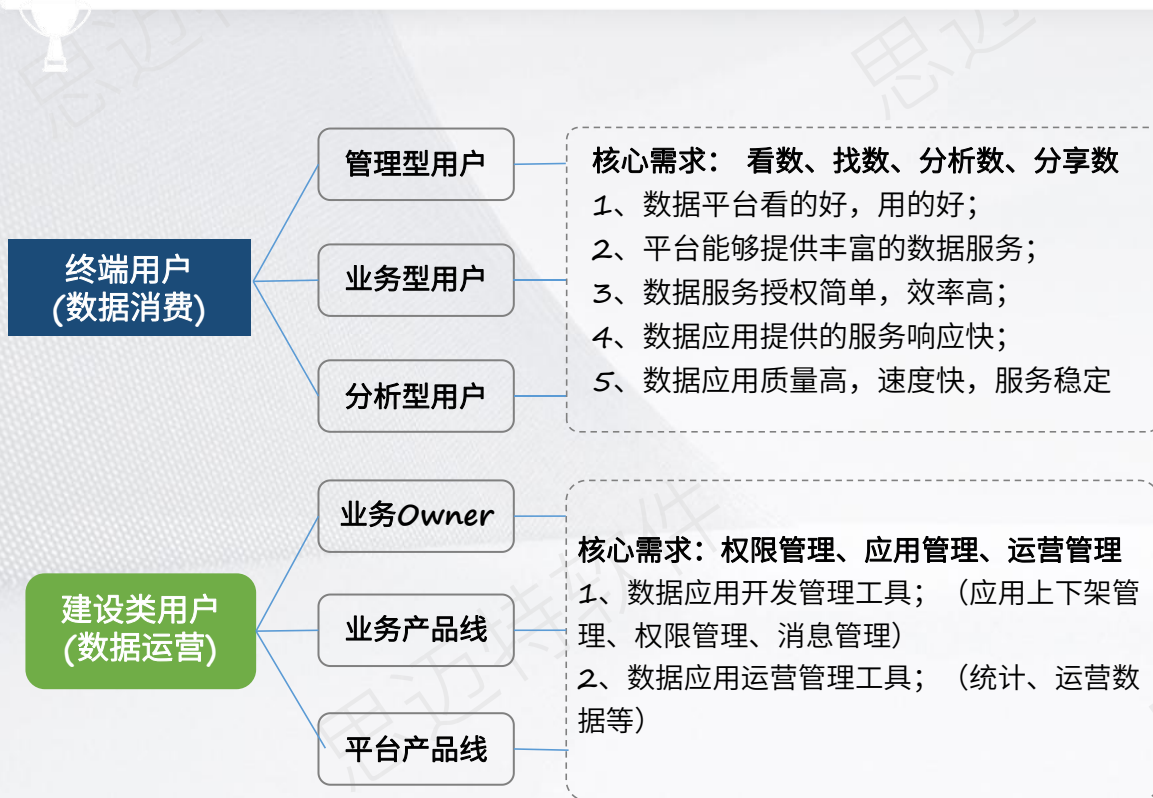 管理型用户
核心需求： 看数、找数、分析数、分享数
1、数据平台看的好，用的好；
2、平台能够提供丰富的数据服务；
3、数据服务授权简单，效率高；
4、数据应用提供的服务响应快；
5、数据应用质量高，速度快，服务稳定
终端用户
(数据消费)
业务型用户
分析型用户
业务Owner
核心需求：权限管理、应用管理、运营管理
1、数据应用开发管理工具；（应用上下架管
理、权限管理、消息管理）
2、数据应用运营管理工具；（统计、运营数
据等）
建设类用户
(数据运营)
业务产品线
平台产品线
思迈特软件
思迈
思迈